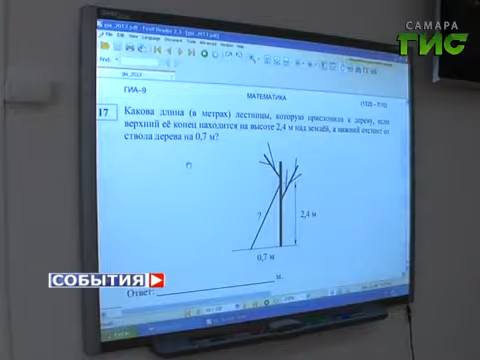 САМАРА
ГИС
ГИА–9
МАТЕМАТИКА
17
Какова длина (в метрах) лестницы, которую прислонили к дереву, если
верхний её конец находится на высоте 2,4 м над землёй, а нижний отстоит от
ствола дерева на 0,7 м?
?
2,4 м
0,7 м
СОБЫТИЯ
Ответ:
м.